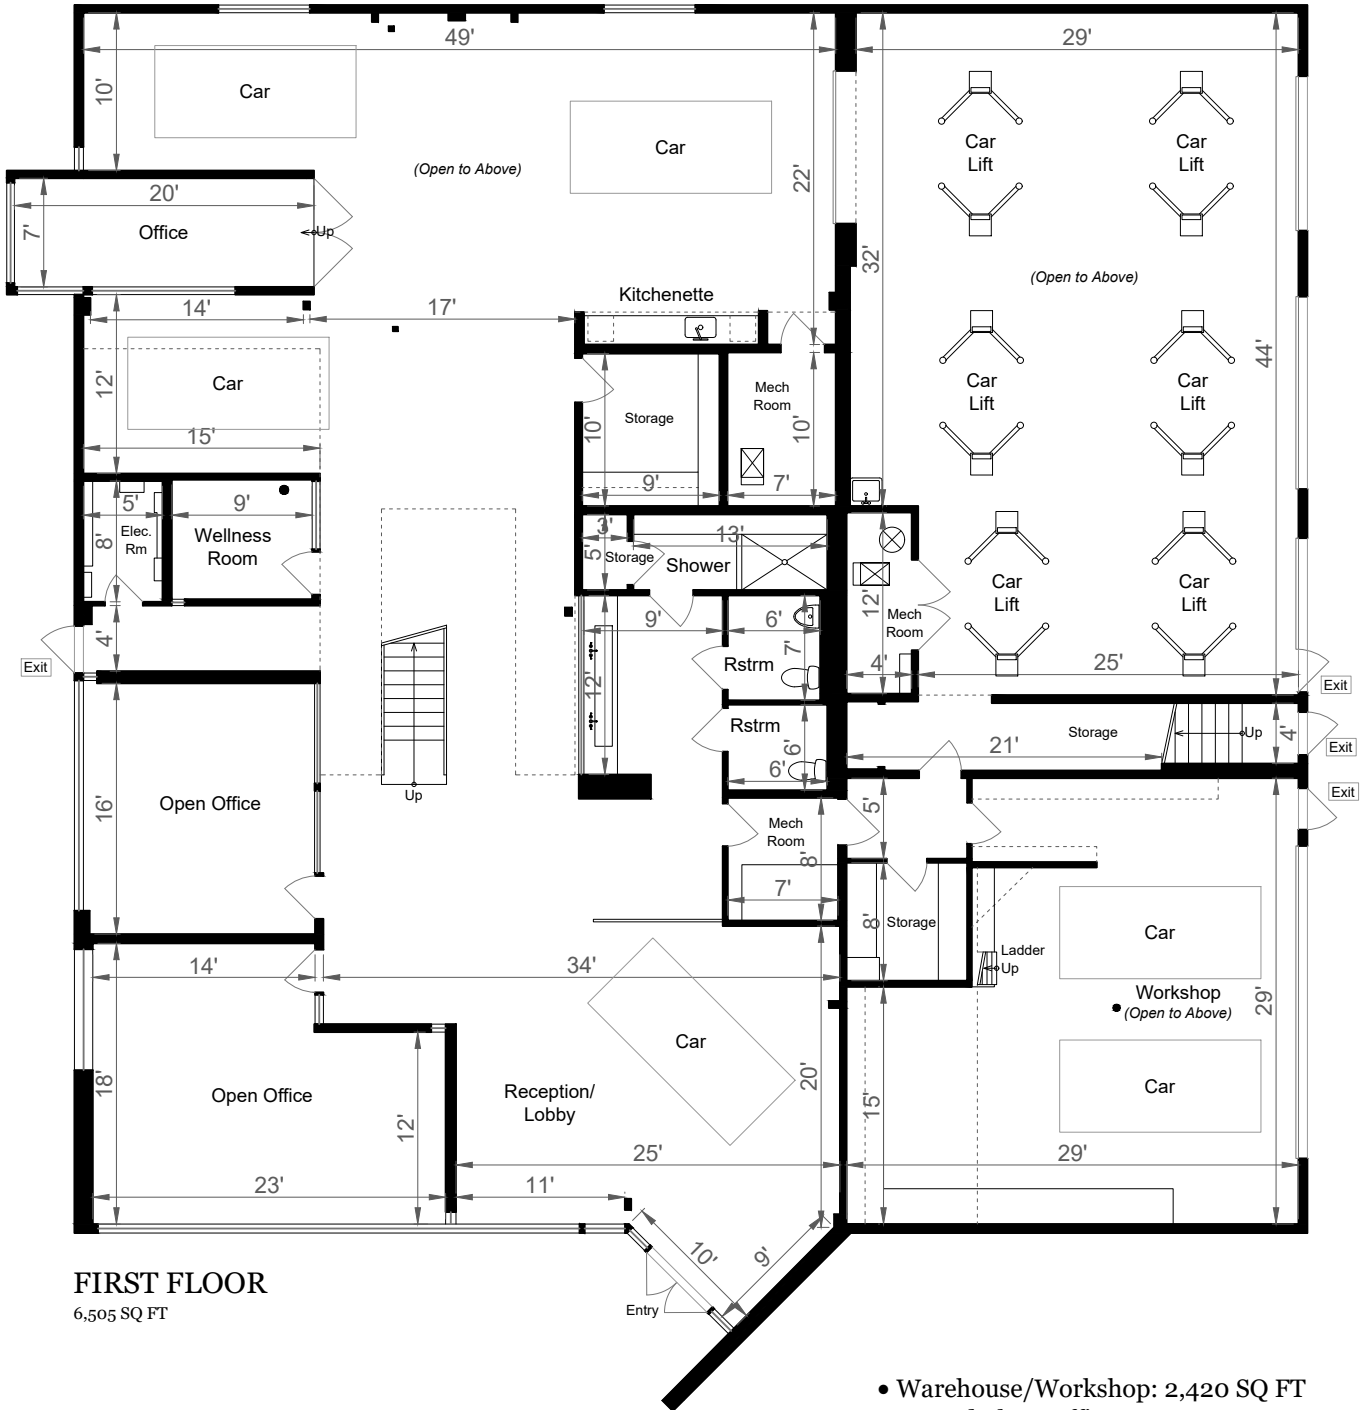 49'
29'
10'
Car
Car
Car
Lift
Car
Lift
22'
(Open to Above)
20'
7'
Office
Up
32'
(Open to Above)
Kitchenette
14'
17'
44'
12'
Car
Car
Lift
Car
Lift
Mech
Room
Storage
10'
10'
15'
9'
7'
5'
9'
8'
Elec.
Rm
Wellness
Room
3'
13'
5'
Storage
Shower
Car
Lift
Car
Lift
12'
Mech
Room
4'
9'
6'
7'
Exit
Rstrm
4'
25'
Exit
12'
Rstrm
6'
6'
21'
Storage
Up
4'
Exit
Exit
16'
Open Office
Up
5'
Mech
Room
8'
7'
8'
Storage
Car
14'
34'
Ladder
Up
Workshop
(Open to Above)
29'
Car
18'
Open Office
12'
Reception/
Lobby
20'
15'
Car
25'
29'
23'
11'
10'
9'
FIRST FLOOR
6,505 SQ FT
Entry
• Warehouse/Workshop: 2,420 SQ FT